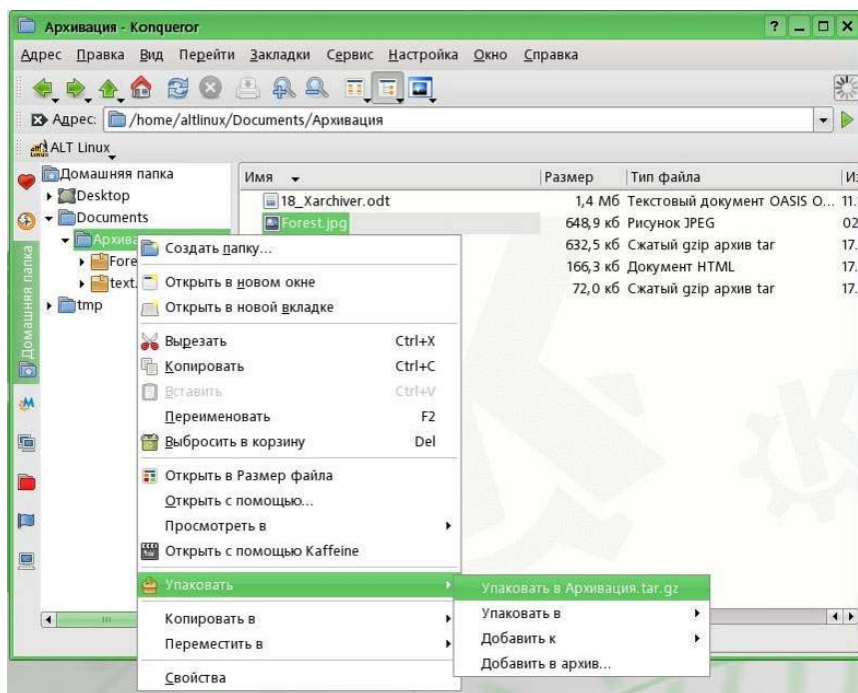 Архивация - Konqueror
Адрес Правка Вид Перейти Закладки Сервис Настройка Окно Справка
Адрес: /home/altlinux/Documents/Архивация
ALT Linux
Домашняя папка
Домашняя папка
Desktop
Documents
Архива
Fore
text.
tmp
Имя Размер Тип файла И
18_Xarchiver.odt 1,4 Мб Текстовый документ OASIS O... 11.
Forest.jpg 648,9 кб Рисунок JPEG 02
632,5 кб Сжатый gzip архив tar 17.
166,3 кб Документ HTML 17.
72,0 кб Сжатый gzip архив tar 17.
Создать папку...
Открыть в новом окне
Открыть в новой вкладке
Вырезать Ctrl+X
Копировать Ctrl+C
Вставить Ctrl+V
Переименовать F2
Выбросить в корзину Del
Открыть в Размер файла
Открыть с помощью...
Просмотреть в
Открыть с помощью Kaffeine
Упаковать
Копировать в
Переместить в
Свойства
Упаковать в Архивация.tar.gz
Упаковать в
Добавить к
Добавить в архив...